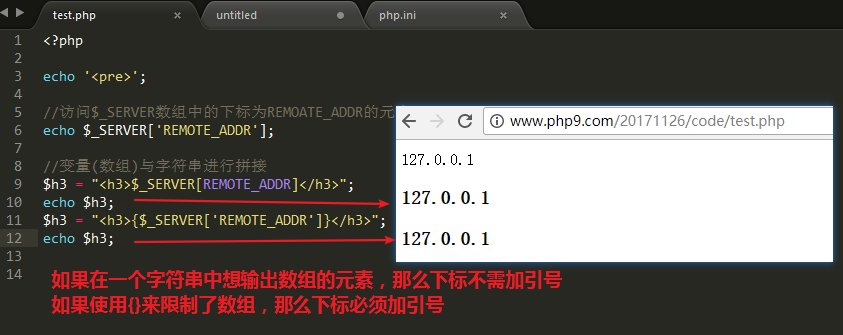 test.php
untitled
php.ini
1 <?php
2
3 echo '<pre>';
4
5 //访问$_SERVER数组中的下标为REMOATE_ADDR的元
6 echo $_SERVER['REMOTE_ADDR'];
7
8 //变量(数组)与字符串进行拼接
9 $h3 = "<h3>$_SERVER[REMOTE_ADDR]</h3>";
10 echo $h3;
11 $h3 = "<h3>{$_SERVER['REMOTE_ADDR']}</h3>";
12 echo $h3;
13
14
www.php9.com/20171126/code/test.php
127.0.0.1
127.0.0.1
127.0.0.1
如果在一个字符串中想输出数组的元素，那么下标不需加引号
如果使用{}来限制了数组，那么下标必须加引号